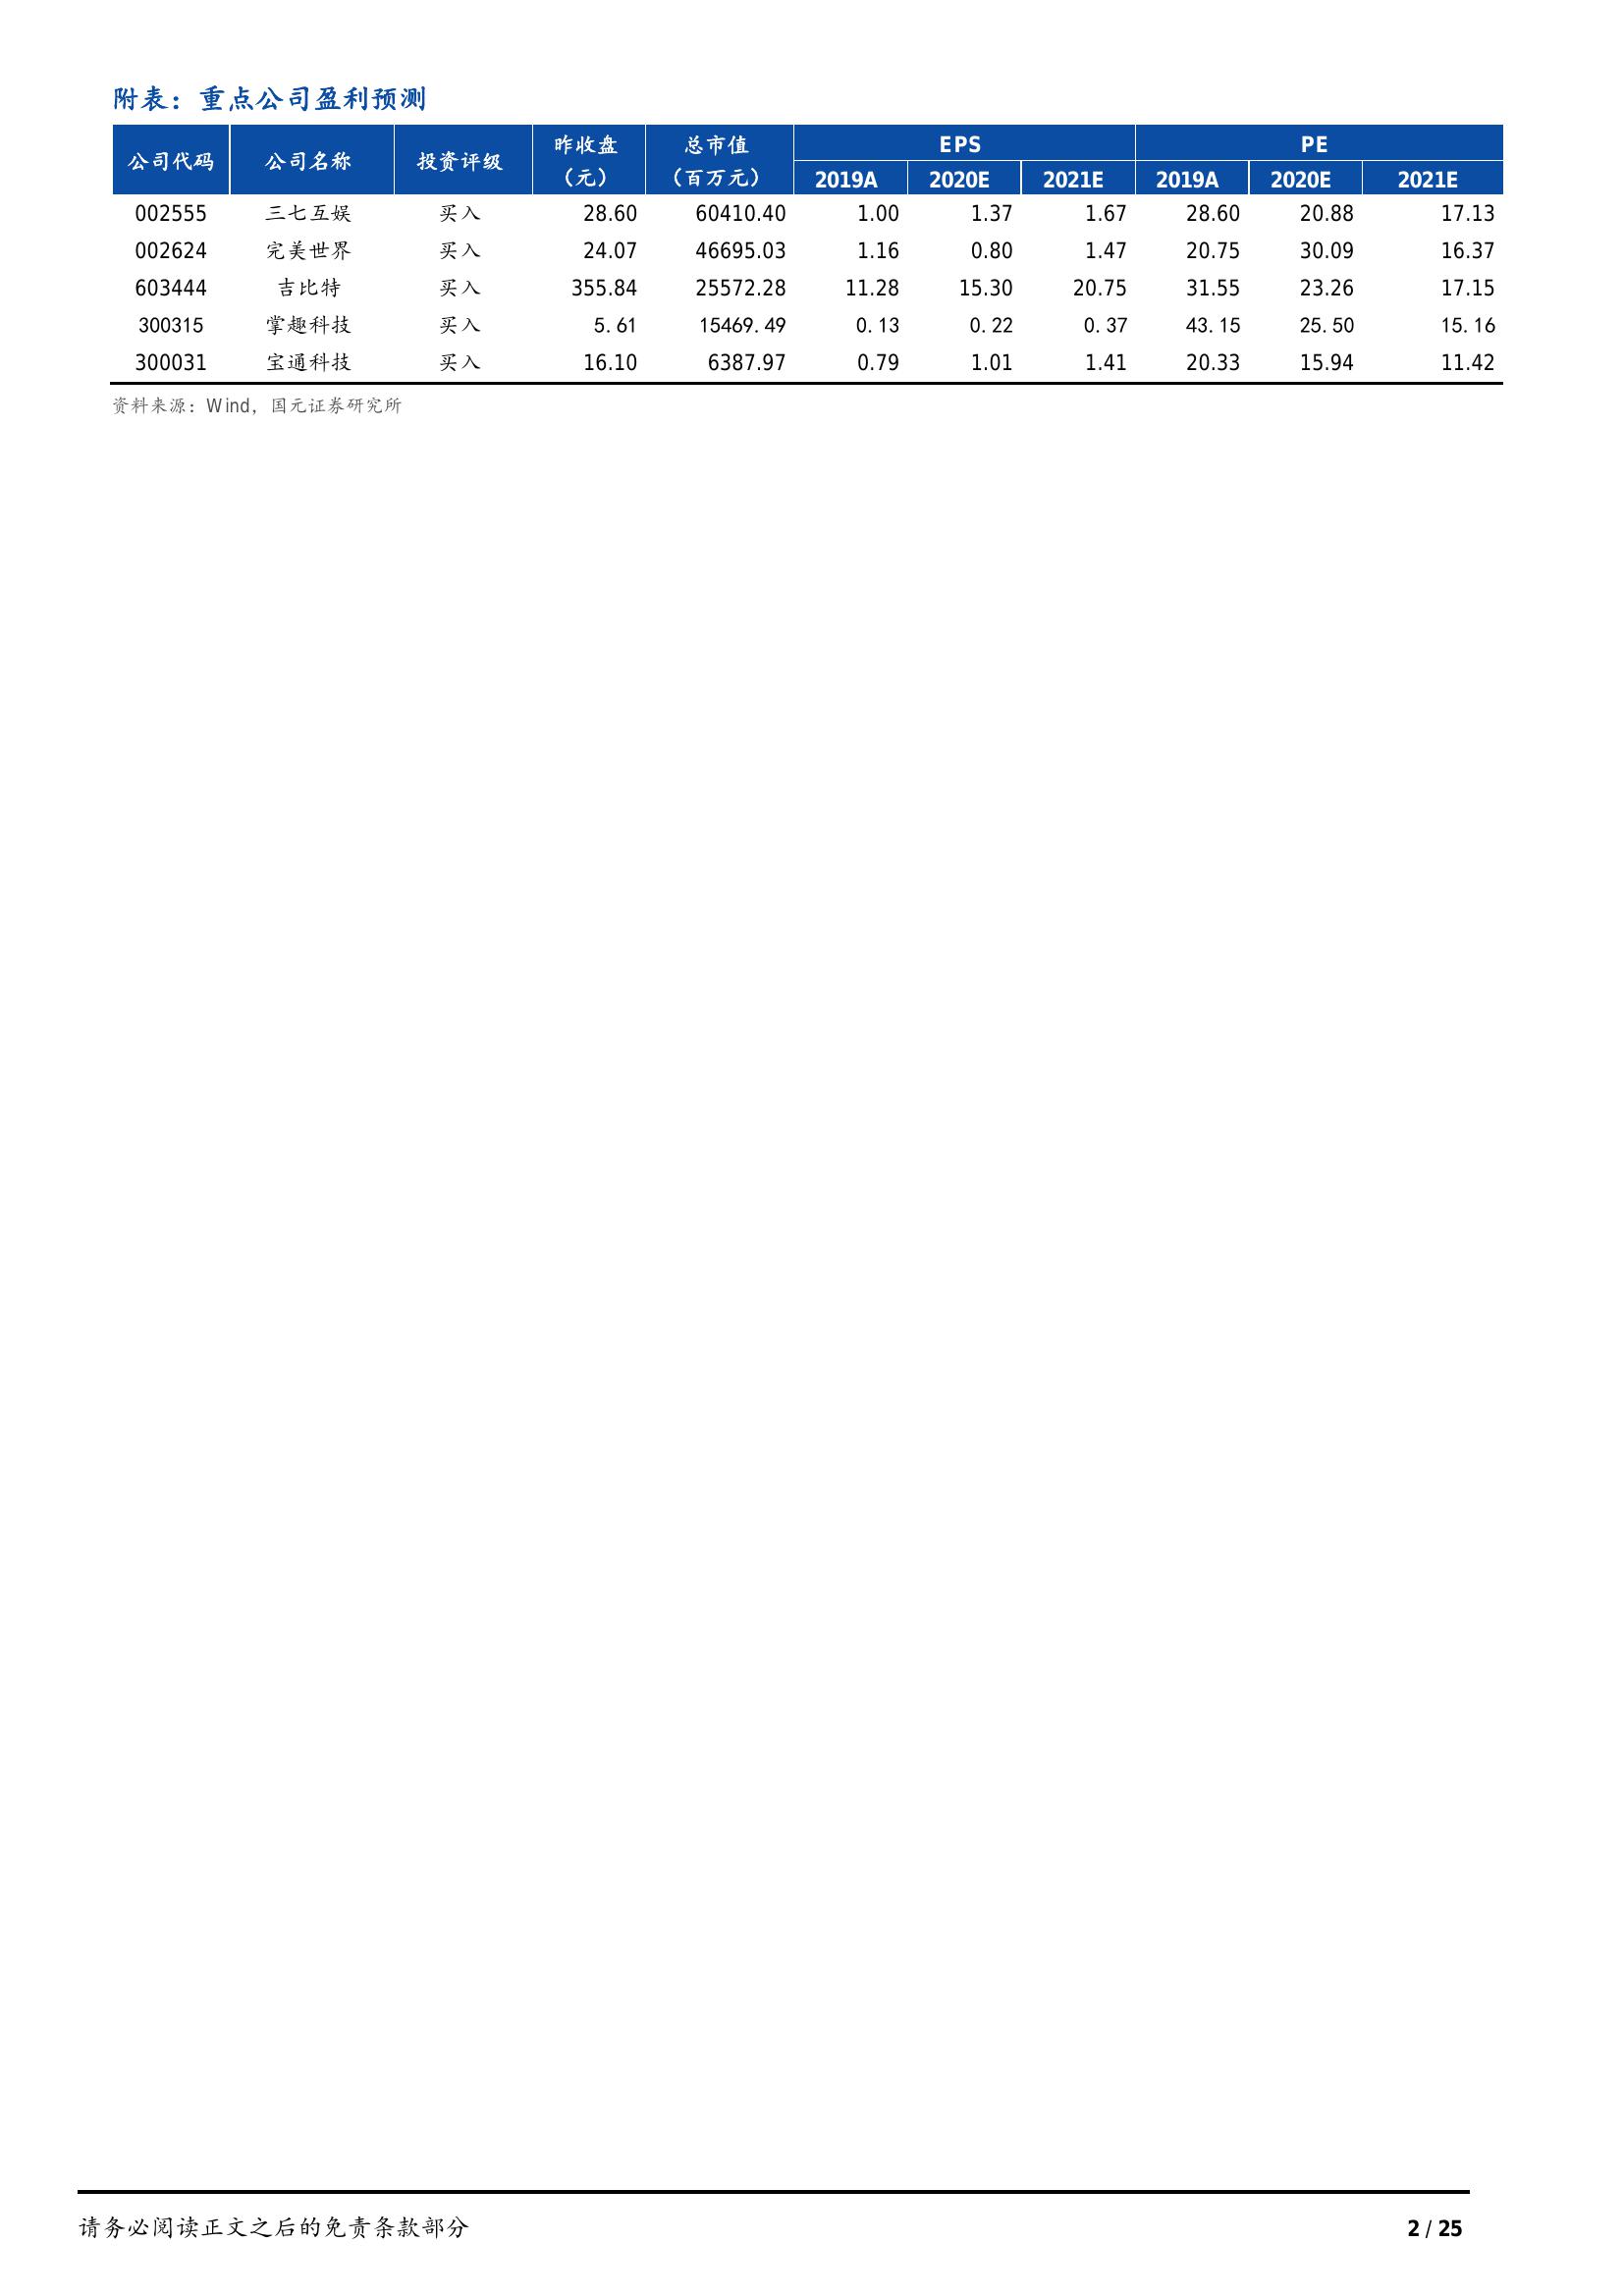 附表：重点公司盈利预测
公司代码 公司名称 投资评级 昨收盘（元） 总市值（百万元） EPS PE
2019A 2020E 2021E 2019A 2020E 2021E
002555 三七互娱 买入 28.60 60410.40 1.00 1.37 1.67 28.60 20.88 17.13
002624 完美世界 买入 24.07 46695.03 1.16 0.80 1.47 20.75 30.09 16.37
603444 吉比特 买入 355.84 25572.28 11.28 15.30 20.75 31.55 23.26 17.15
300315 掌趣科技 买入 5.61 15469.49 0.13 0.22 0.37 43.15 25.50 15.16
300031 宝通科技 买入 16.10 6387.97 0.79 1.01 1.41 20.33 15.94 11.42
资料来源：Wind，国元证券研究所
请务必阅读正文之后的免责条款部分 2 / 25